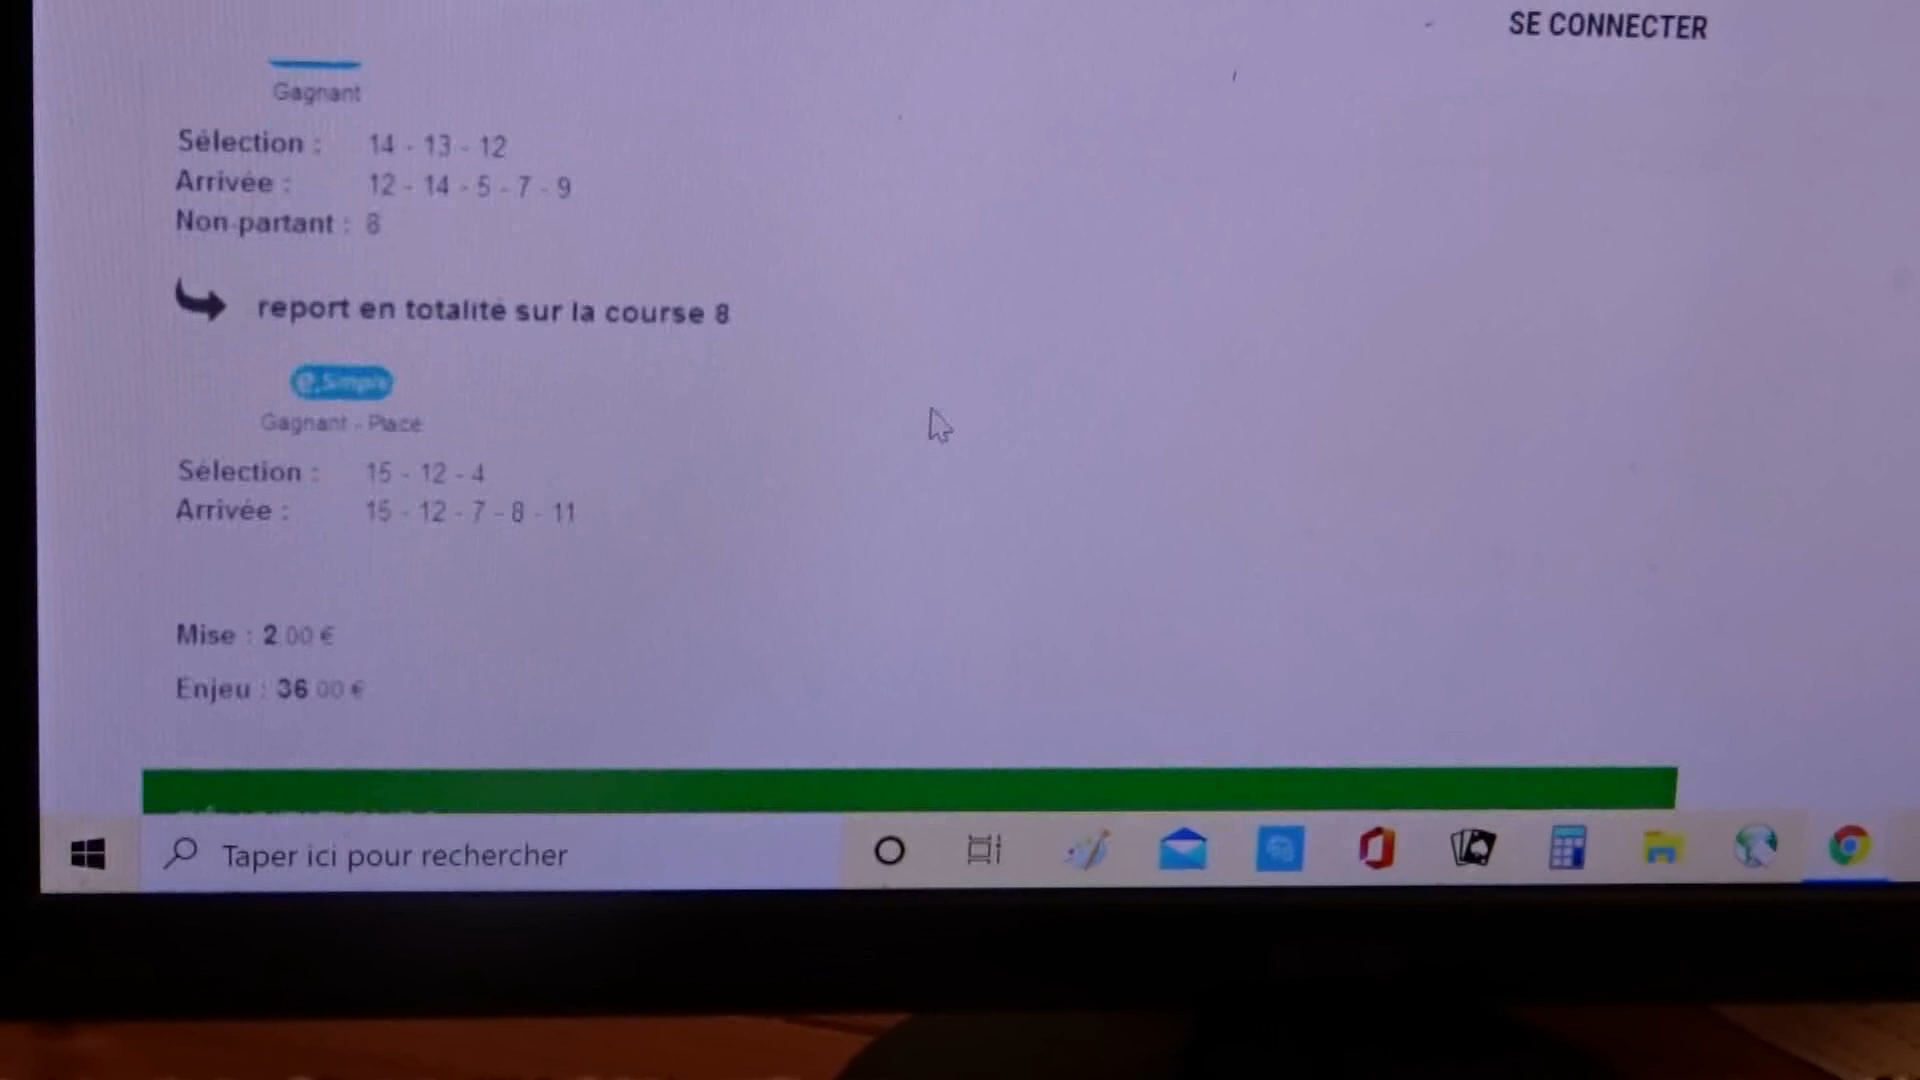 SE CONNECTER
Gagnant
Sélection : 14 - 13 - 12
Arrivée : 12 - 14 - 5 - 7 - 9
Non-partant : 8
report en totalité sur la course 8
e.Simple
Gagnant - Placé
Sélection : 15 - 12 - 4
Arrivée : 15 - 12 - 7 - 8 - 11
Mise : 2.00 €
Enjeu : 36.00 €
Taper ici pour rechercher